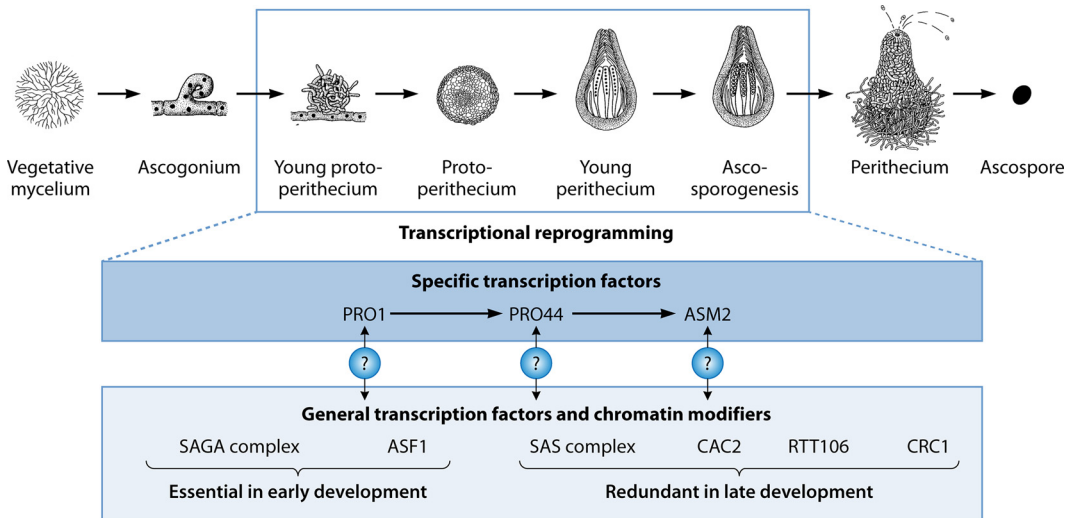 Vegetative
mycelium
Ascogonium
Young proto-
perithecium
Proto-
perithecium
Young
perithecium
Asco-
sporogenesis
Perithecium
Ascospore
Transcriptional reprogramming
Specific transcription factors
PRO1
PRO44
ASM2
?
?
?
General transcription factors and chromatin modifiers
SAGA complex
ASF1
SAS complex
CAC2
RTT106
CRC1
Essential in early development
Redundant in late development